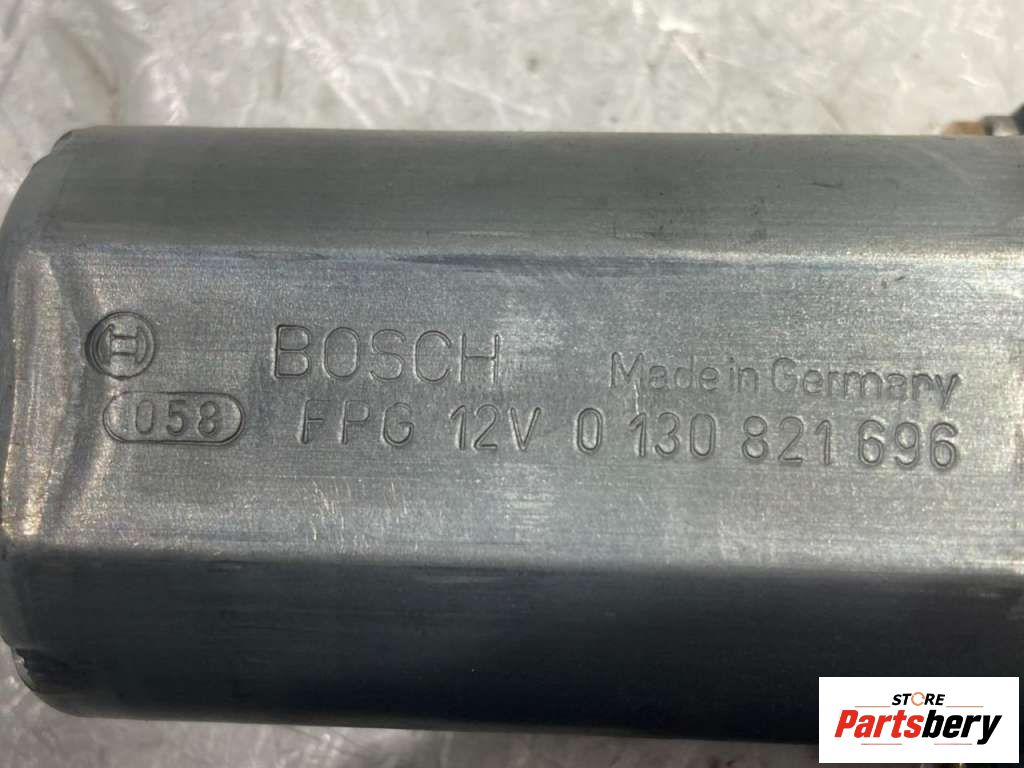 BOSCH Made in Germany
058 FPG 12V 0 130 821 696
STORE
Partsbery